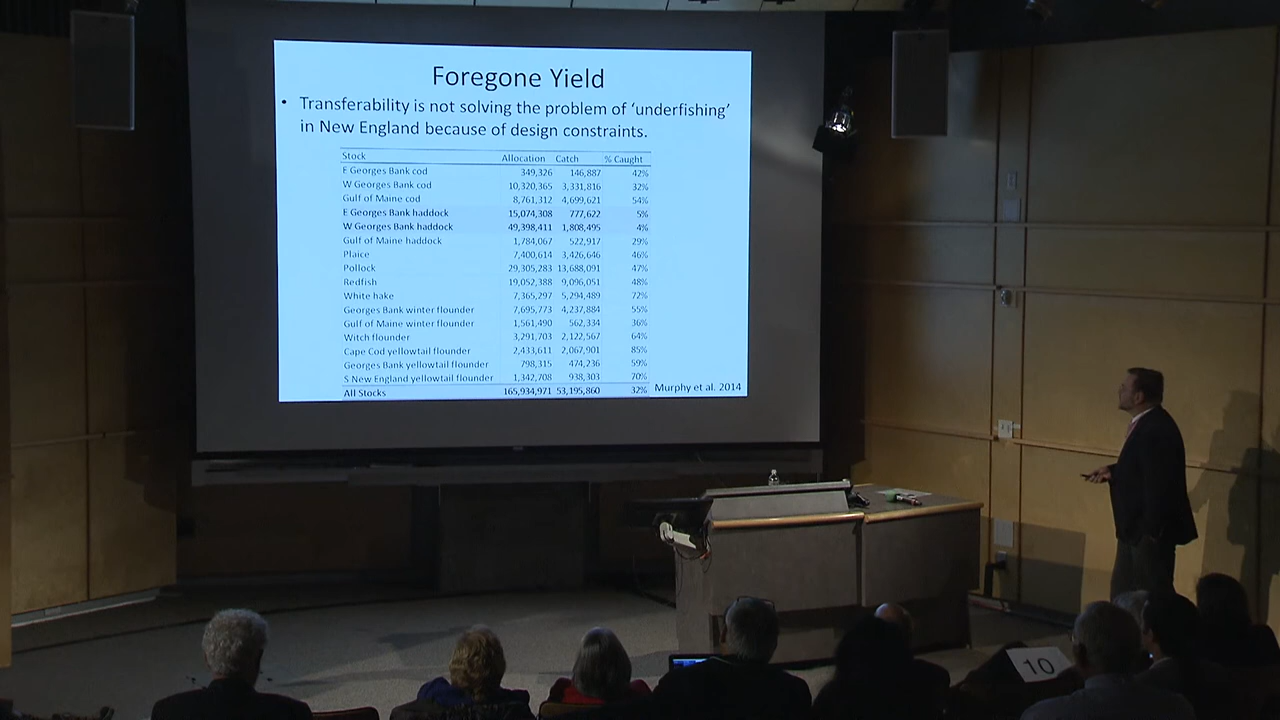 Foregone Yield
• Transferability is not solving the problem of ‘underfishing’
in New England because of design constraints.
Stock Allocation Catch % Caught
E Georges Bank cod 349,326 146,887 42%
W Georges Bank cod 10,320,365 3,331,816 32%
Gulf of Maine cod 8,761,312 4,699,621 54%
E Georges Bank haddock 15,074,308 777,622 5%
W Georges Bank haddock 49,398,411 1,808,495 4%
Gulf of Maine haddock 1,784,067 522,917 29%
Plaice 7,400,614 3,426,646 46%
Pollock 29,305,283 13,688,091 47%
Redfish 19,052,388 9,096,051 48%
White hake 7,365,297 5,294,489 72%
Georges Bank winter flounder 7,695,773 4,237,884 55%
Gulf of Maine winter flounder 1,561,490 562,334 36%
Witch flounder 3,291,703 2,122,567 64%
Cape Cod yellowtail flounder 2,433,611 2,067,901 85%
Georges Bank yellowtail flounder 798,315 474,236 59%
S New England yellowtail flounder 1,342,708 938,303 70%
All Stocks 165,934,971 53,195,860 32%
Murphy et al. 2014
10